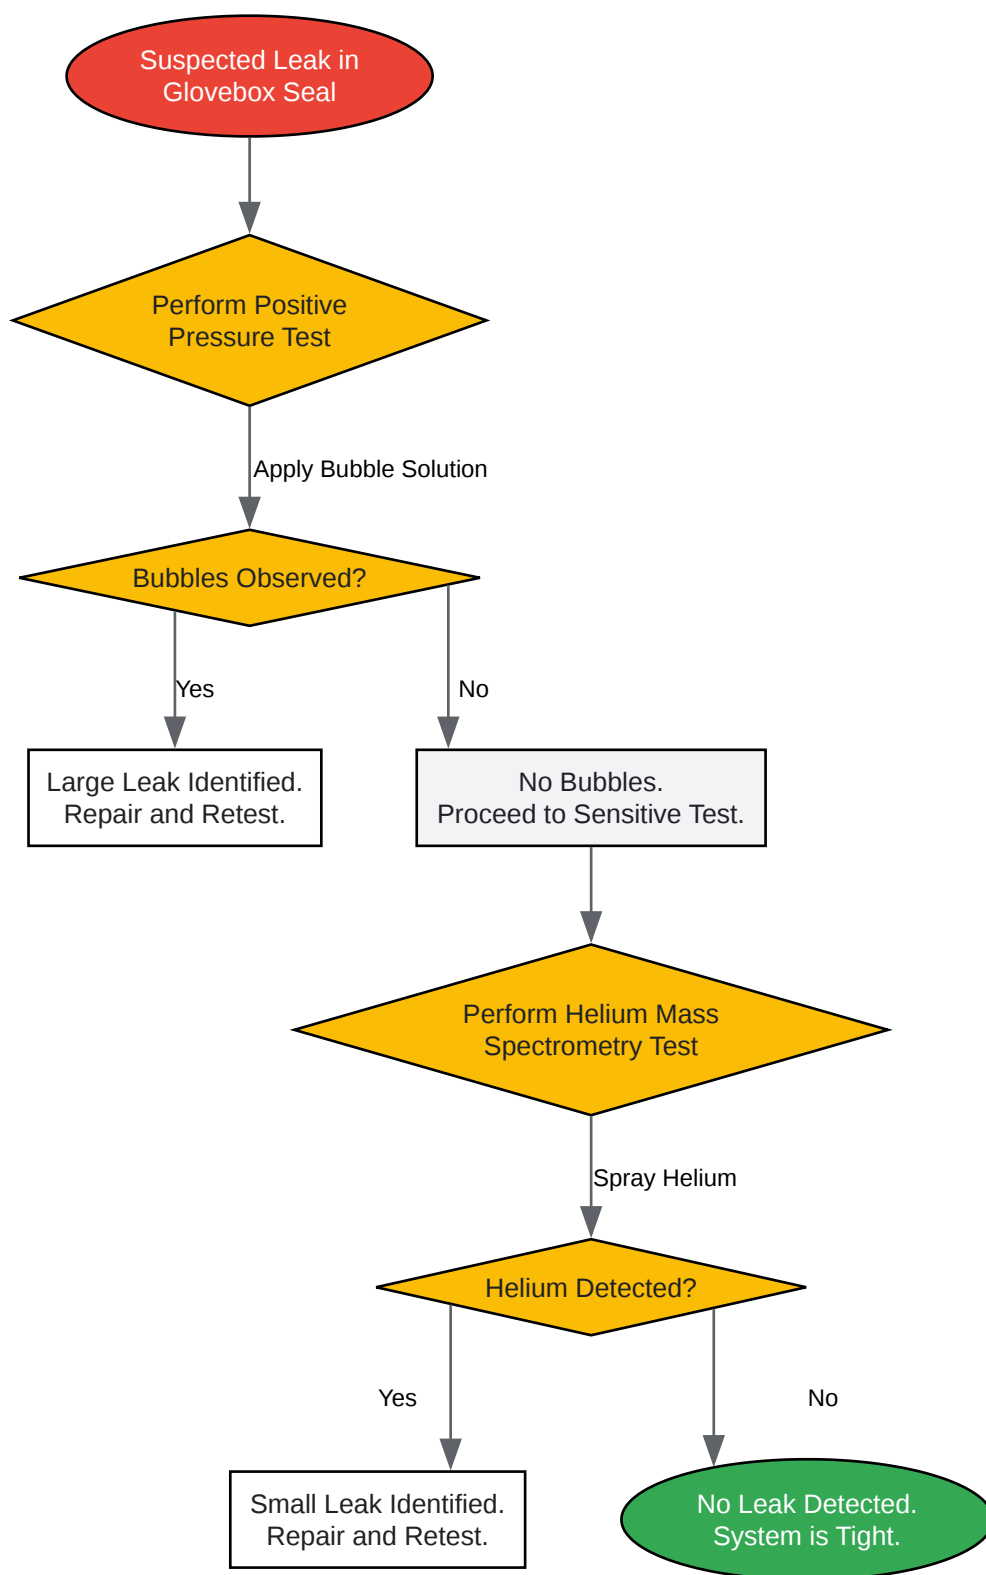 Suspected Leak in
Glovebox Seal
Perform Positive
Pressure Test
Apply Bubble Solution
Bubbles Observed?
Yes
No
Large Leak Identified.
Repair and Retest.
No Bubbles.
Proceed to Sensitive Test.
Perform Helium Mass
Spectrometry Test
Spray Helium
Helium Detected?
Yes
No
Small Leak Identified.
Repair and Retest.
No Leak Detected.
System is Tight.